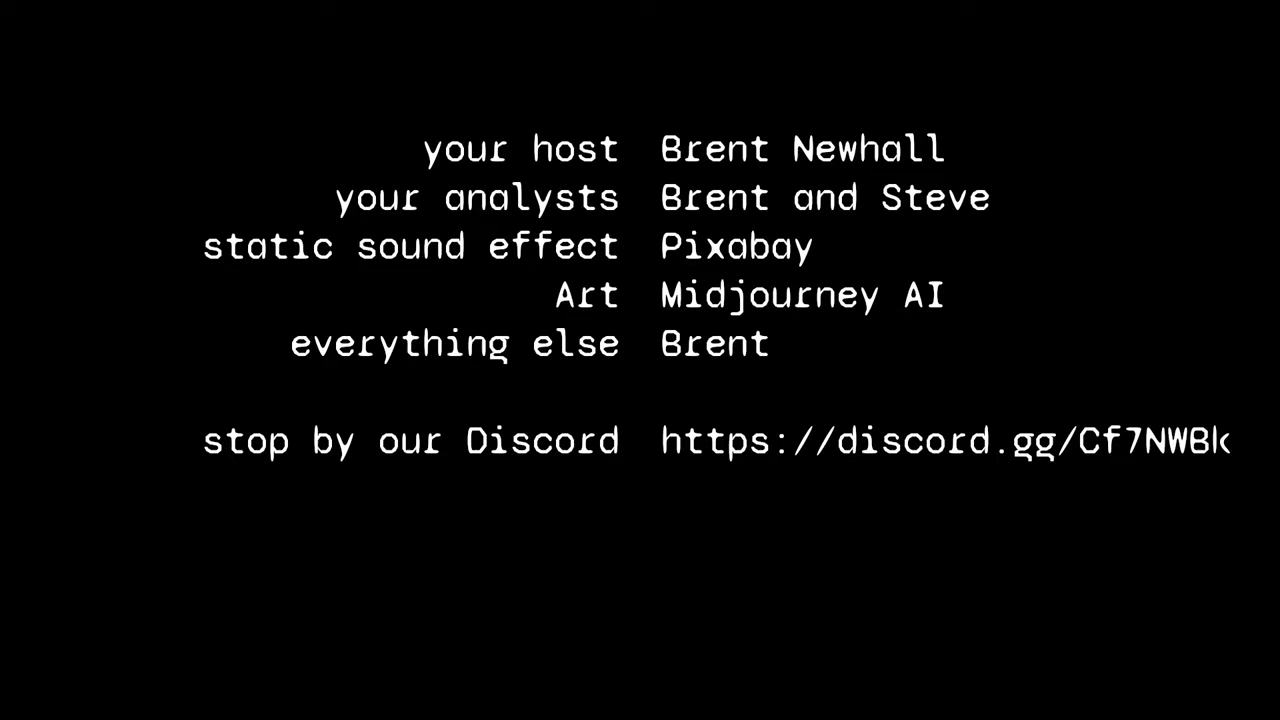 your host Brent Newhall
your analysts Brent and Steve
static sound effect Pixabay
Art Midjourney AI
everything else Brent
stop by our Discord https://discord.gg/Cf7NWBk